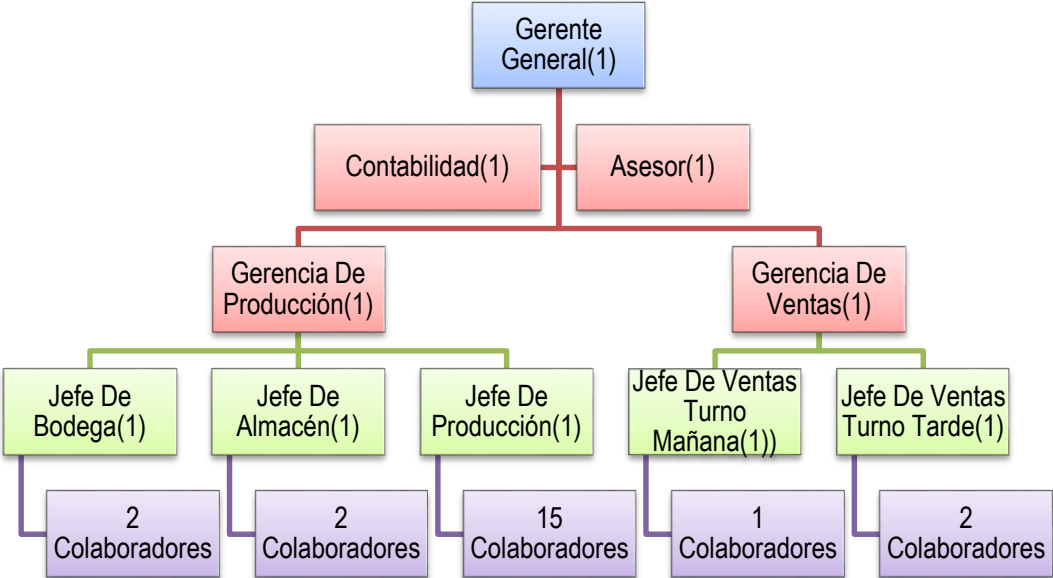 Gerente
General(1)
Contabilidad(1)
Asesor(1)
Gerencia De
Producción(1)
Gerencia De
Ventas(1)
Jefe De
Bodega(1)
Jefe De
Almacén(1)
Jefe De
Producción(1)
Jefe De Ventas
Turno
Mañana(1))
Jefe De Ventas
Turno Tarde(1)
2
Colaboradores
2
Colaboradores
15
Colaboradores
1
Colaboradores
2
Colaboradores